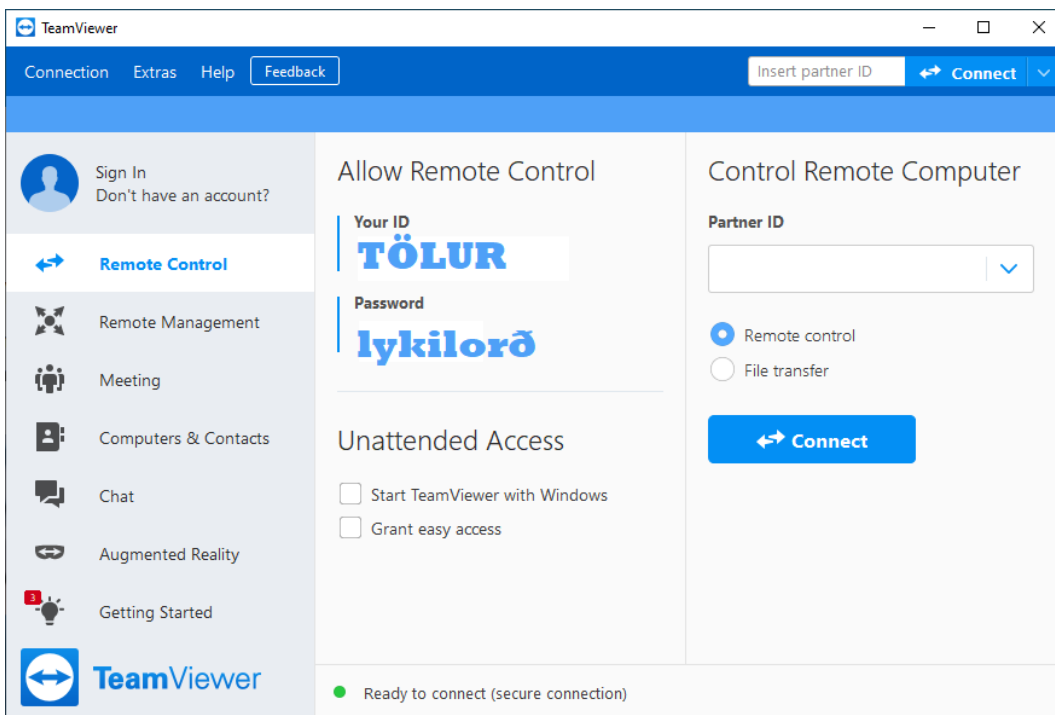 TeamViewer
Connection Extras Help Feedback
Insert partner ID Connect
Sign In
Don't have an account?
Remote Control
Remote Management
Meeting
Computers & Contacts
Chat
Augmented Reality
3
Getting Started
TeamViewer
Allow Remote Control
Your ID
TÖLUR
Password
lykilorð
Unattended Access
Start TeamViewer with Windows
Grant easy access
Control Remote Computer
Partner ID
Remote control
File transfer
Connect
Ready to connect (secure connection)